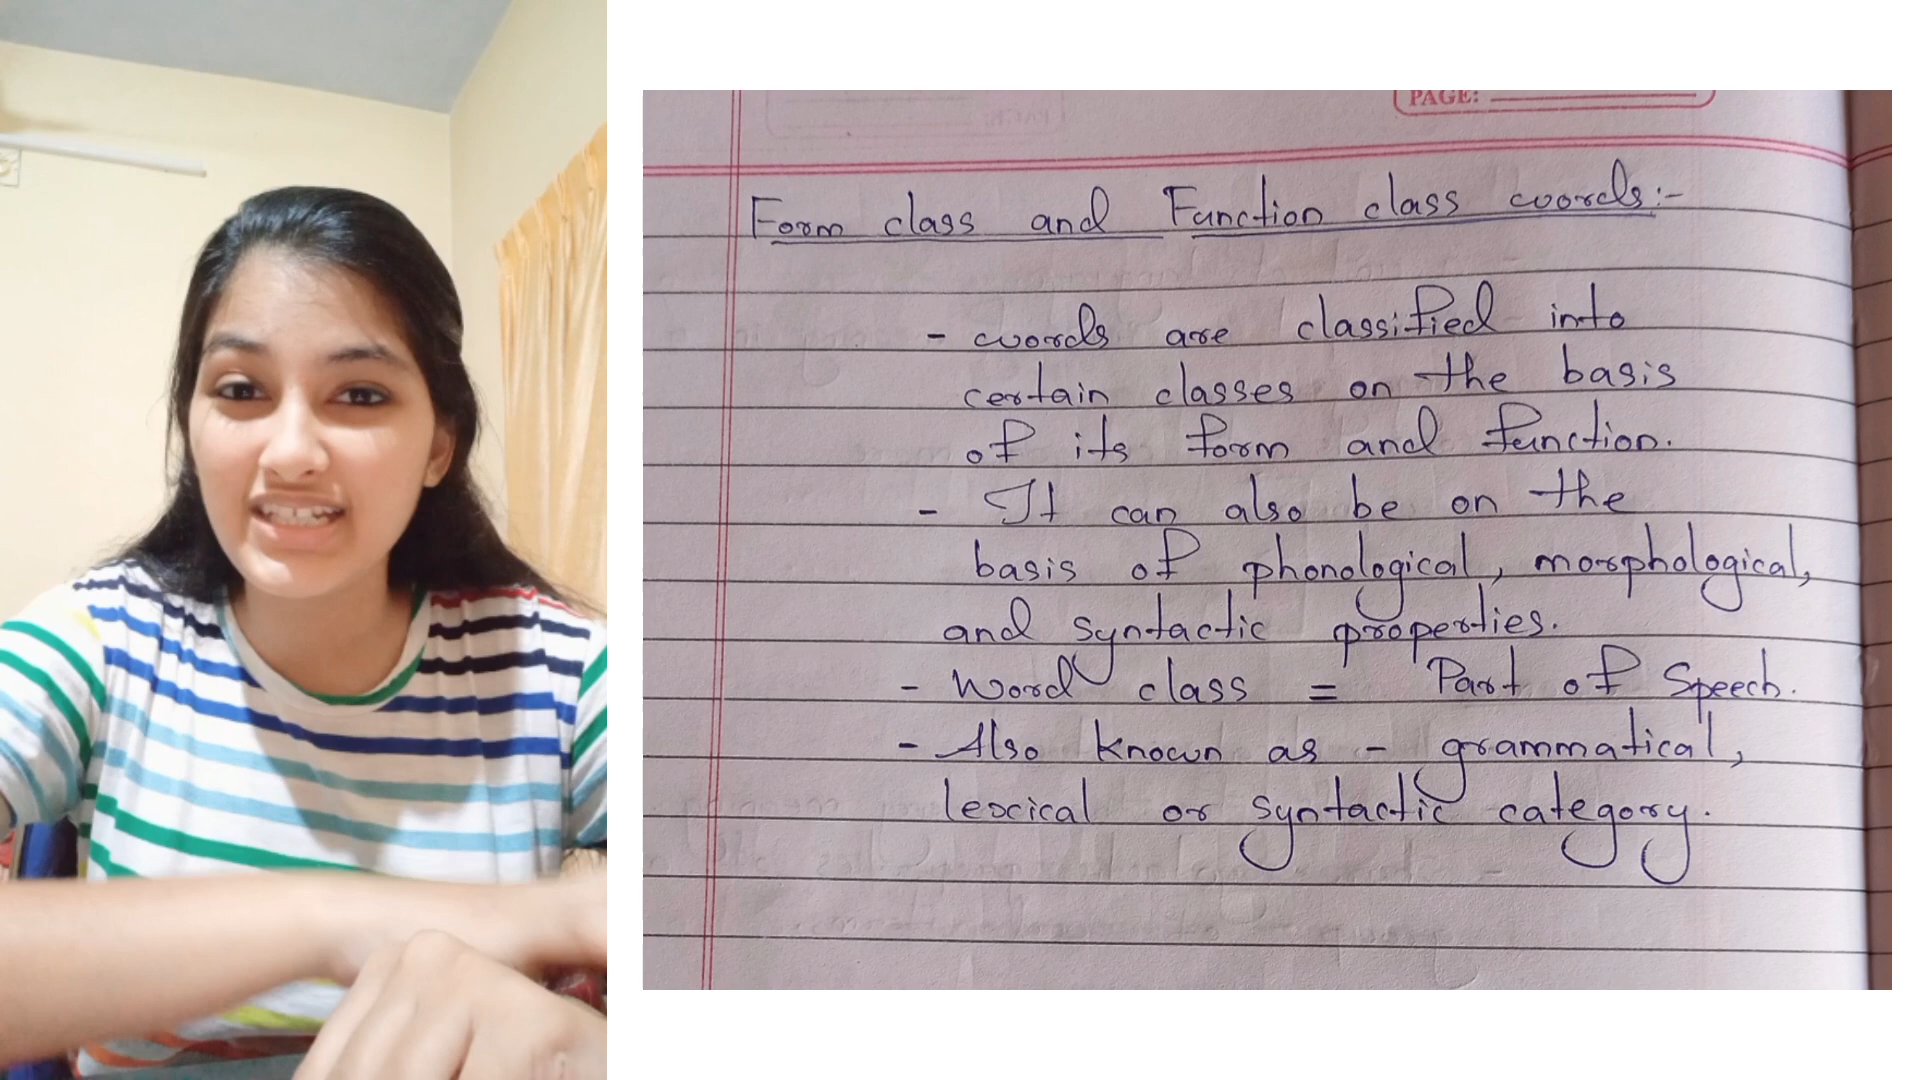 PAGE:
Form class and Function class words:-
- words are classified into
certain classes on the basis
of its form and function.
- It can also be on the
basis of phonological, morphological,
and syntactic properties.
- Word class = Part of Speech.
- Also known as - grammatical,
lexical or syntactic category.